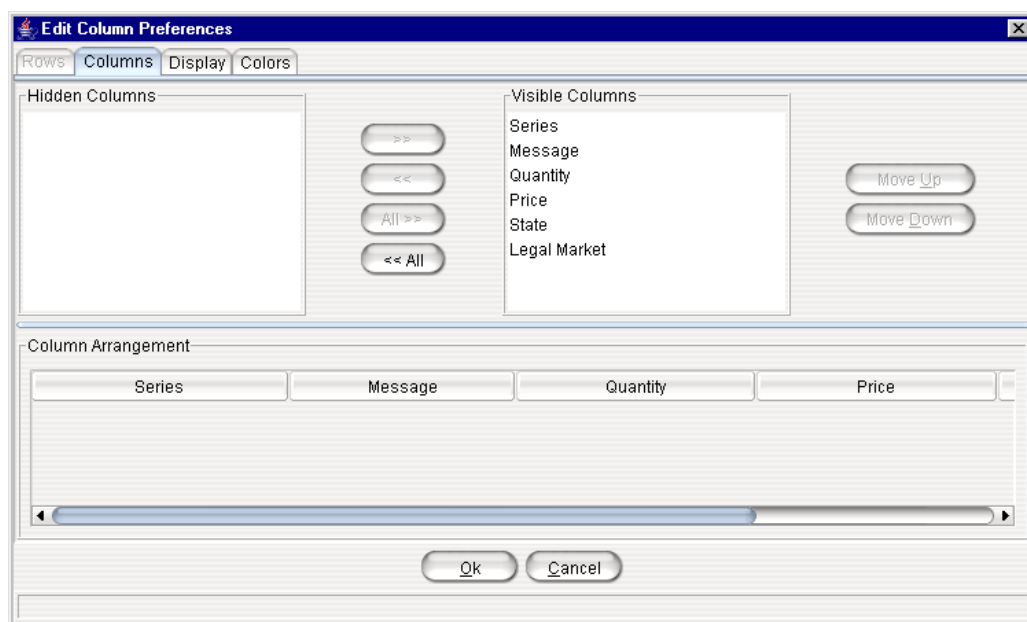 Edit Column Preferences
Rows Columns Display Colors
Hidden Columns
>>
<<
All >>
<< All
Visible Columns
Series
Message
Quantity
Price
State
Legal Market
Move Up
Move Down
Column Arrangement
Series Message Quantity Price
Ok Cancel